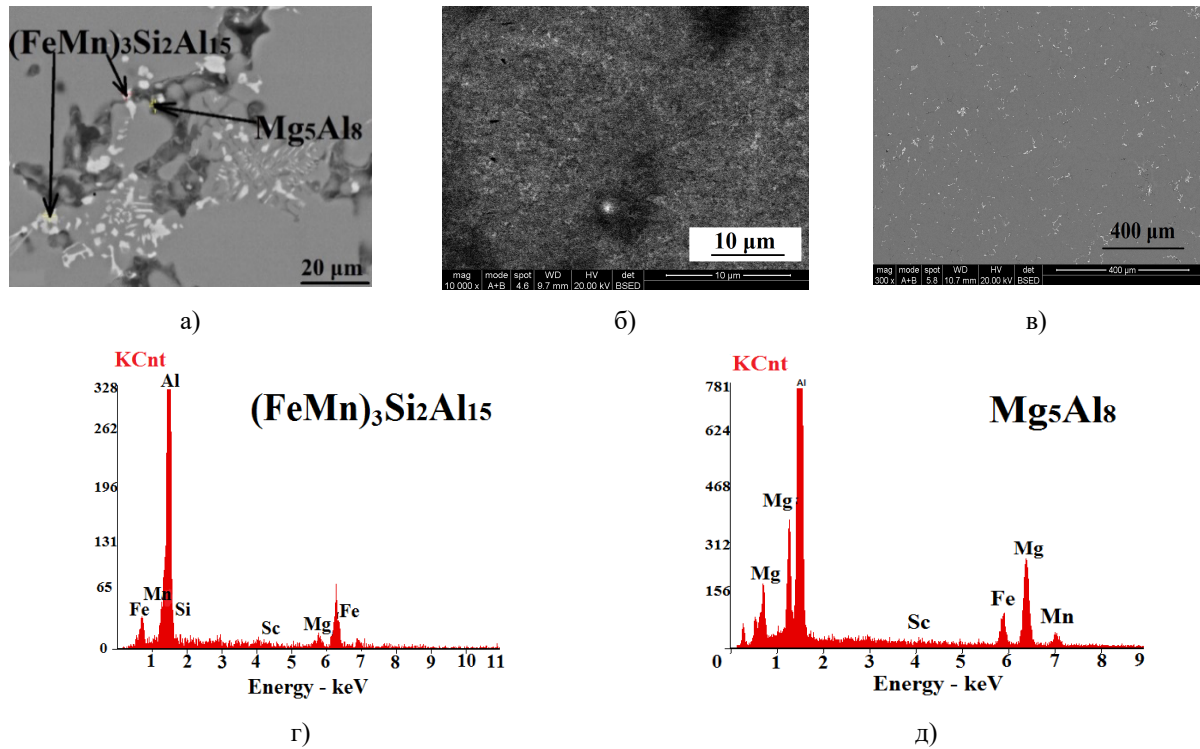 (FeMn)₃Si₂Al₁₅
Mg₅Al₈
20 μm
10 μm
mag mode spot WD HV det
10 000 x A+B 4.6 9.7 mm 20.00 kV BSED
10 μm
400 μm
mag mode spot WD HV det
300 x A+B 5.8 10.7 mm 20.00 kV BSED
400 μm
а)
б)
в)
KCnt
328
262
196
131
65
0
Al
(FeMn)₃Si₂Al₁₅
Fe
Mn
Si
Sc
Mg
Fe
1 2 3 4 5 6 7 8 9 10 11
Energy - keV
г)
KCnt
781
624
468
312
156
0
Al
Mg₅Al₈
Mg
Mg
Sc
Fe
Mg
Mn
1 2 3 4 5 6 7 8 9
Energy - keV
д)